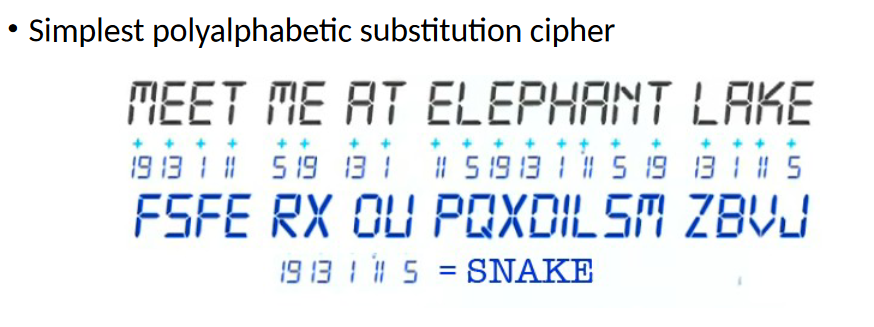 • Simplest polyalphabetic substitution cipher
MEET ME AT ELEPHANT LAKE
+ + + + + + + + + + + + + + + + + + + +
19 13 1 11 5 19 13 1 11 5 19 13 1 11 5 19 13 1 11 5
FSFE RX OU PQXDILSM ZBVJ
19 13 1 11 5 = SNAKE